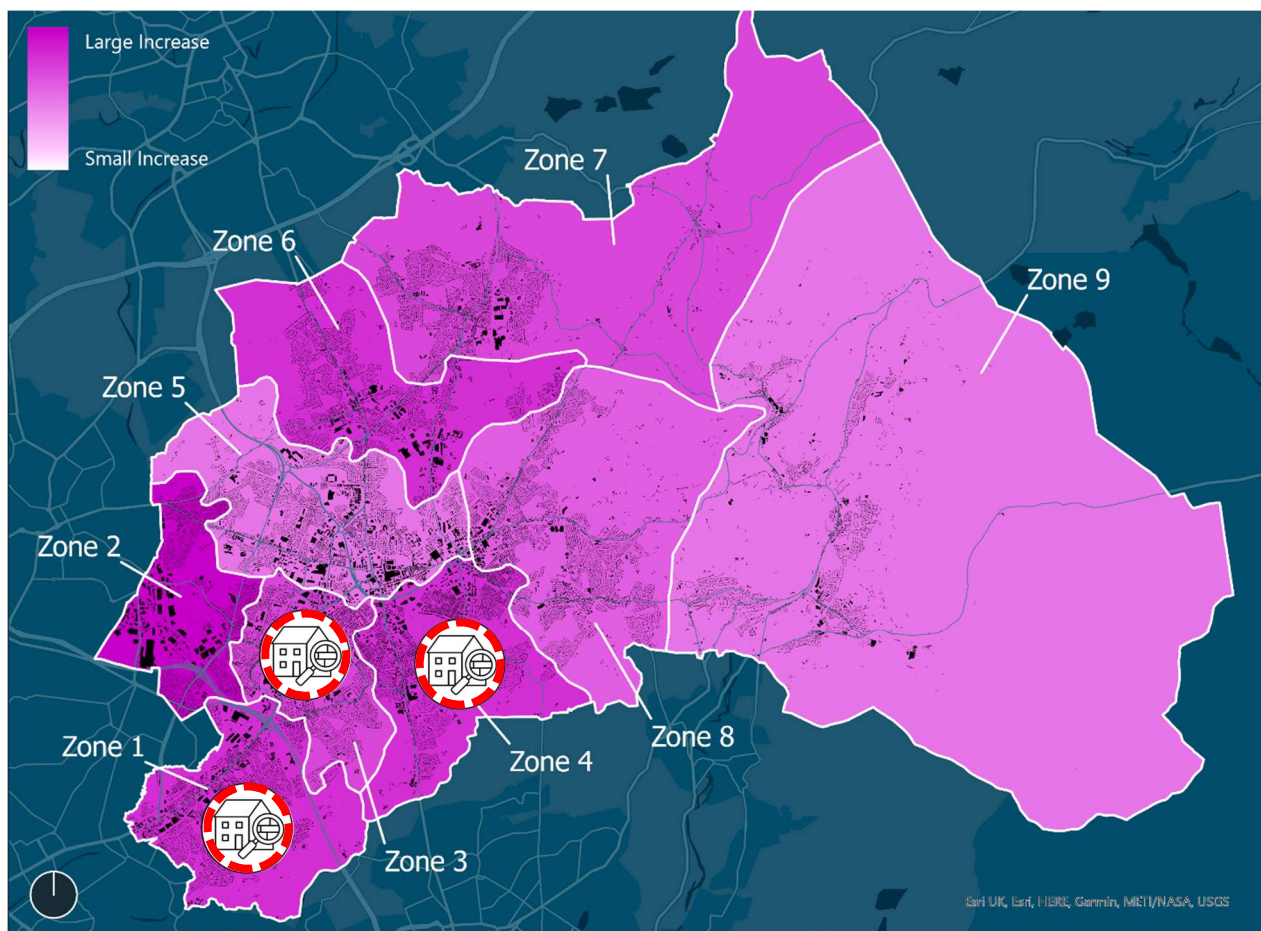 Large Increase
Small Increase
Zone 7
Zone 6
Zone 9
Zone 5
Zone 2
Zone 1
Zone 8
Zone 4
Zone 3
Esri UK, Esri, HERE, Garmin, METI/NASA, USGS